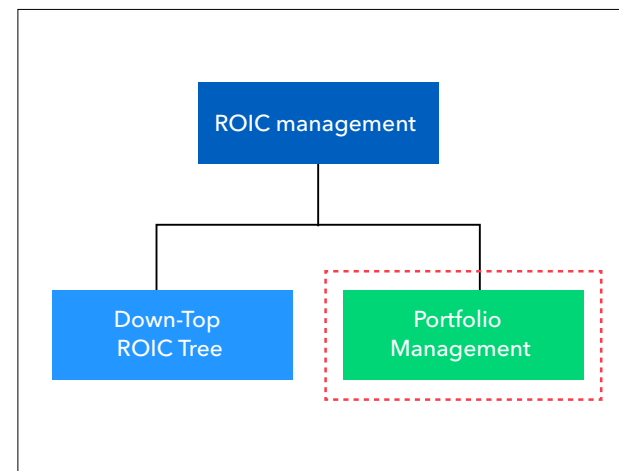 ROIC management
Down-Top
ROIC Tree
Portfolio
Management